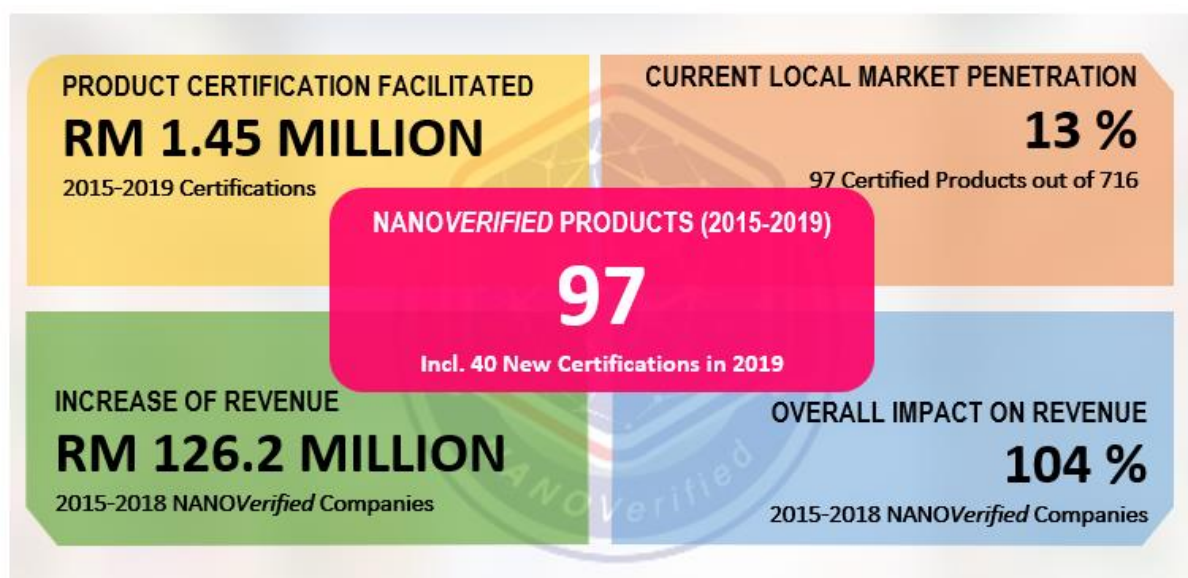 PRODUCT CERTIFICATION FACILITATED
RM 1.45 MILLION
2015-2019 Certifications
CURRENT LOCAL MARKET PENETRATION
13 %
97 Certified Products out of 716
NANOVERIFIED PRODUCTS (2015-2019)
97
Incl. 40 New Certifications in 2019
INCREASE OF REVENUE
RM 126.2 MILLION
2015-2018 NANOVerified Companies
OVERALL IMPACT ON REVENUE
104 %
2015-2018 NANOVerified Companies
NANOVerified